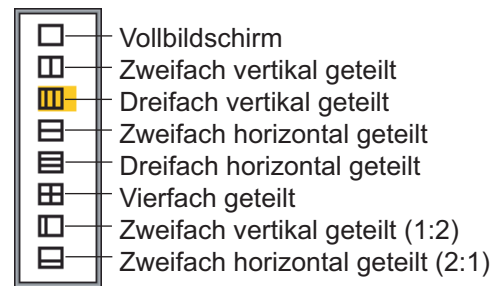 Vollbildschirm
Zweifach vertikal geteilt
Dreifach vertikal geteilt
Zweifach horizontal geteilt
Dreifach horizontal geteilt
Vierfach geteilt
Zweifach vertikal geteilt (1:2)
Zweifach horizontal geteilt (2:1)